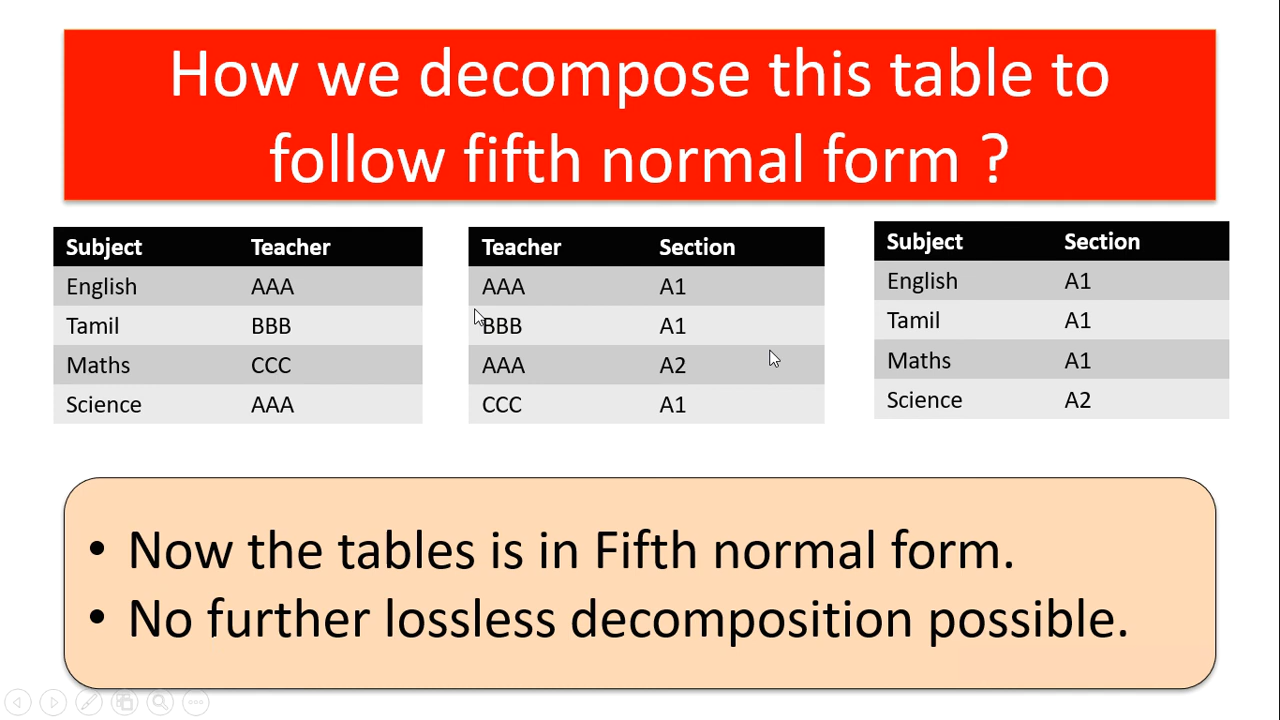 How we decompose this table to
follow fifth normal form ?
Subject Teacher
English AAA
Tamil BBB
Maths CCC
Science AAA
Teacher Section
AAA A1
BBB A1
AAA A2
CCC A1
Subject Section
English A1
Tamil A1
Maths A1
Science A2
• Now the tables is in Fifth normal form.
• No further lossless decomposition possible.